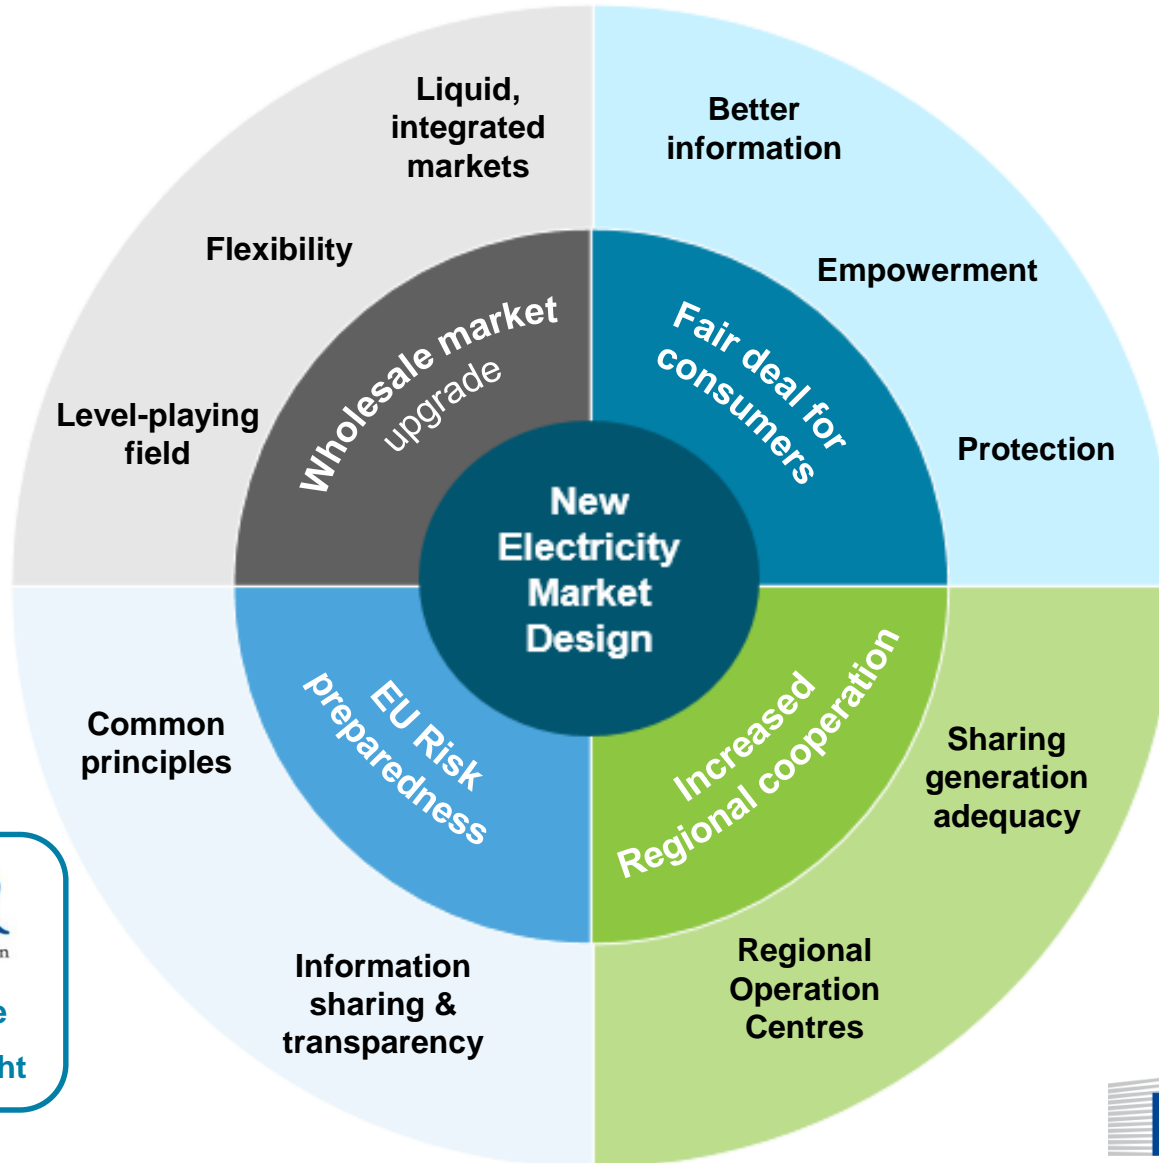 Liquid,
integrated
markets
Flexibility
Level-playing
field
Better
information
Empowerment
Protection
Wholesale market
upgrade
Fair deal for
consumers
New
Electricity
Market
Design
EU Risk
preparedness
Increased
Regional cooperation
Common
principles
Information
sharing &
transparency
Sharing
generation
adequacy
Regional
Operation
Centres